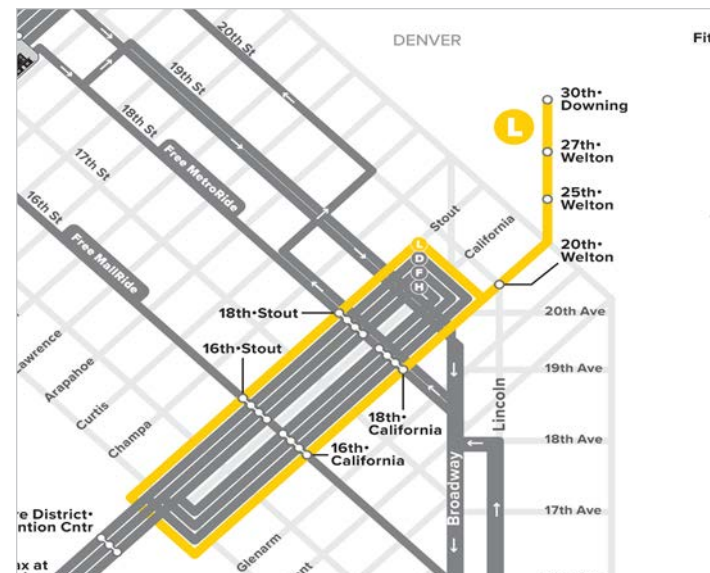 DENVER
Fit
20th St
19th St
18th St
17th St
16th St
Free MetroRide
Free MallRide
L
30th•
Downing
27th•
Welton
25th•
Welton
20th•
Welton
Stout
California
L
D
F
H
18th•Stout
16th•Stout
18th•
California
16th•
California
20th Ave
19th Ave
18th Ave
17th Ave
Lincoln
Broadway
Lawrence
Arapahoe
Curtis
Champa
Glenarm
re District•
ntion Cntr
ax at
nt